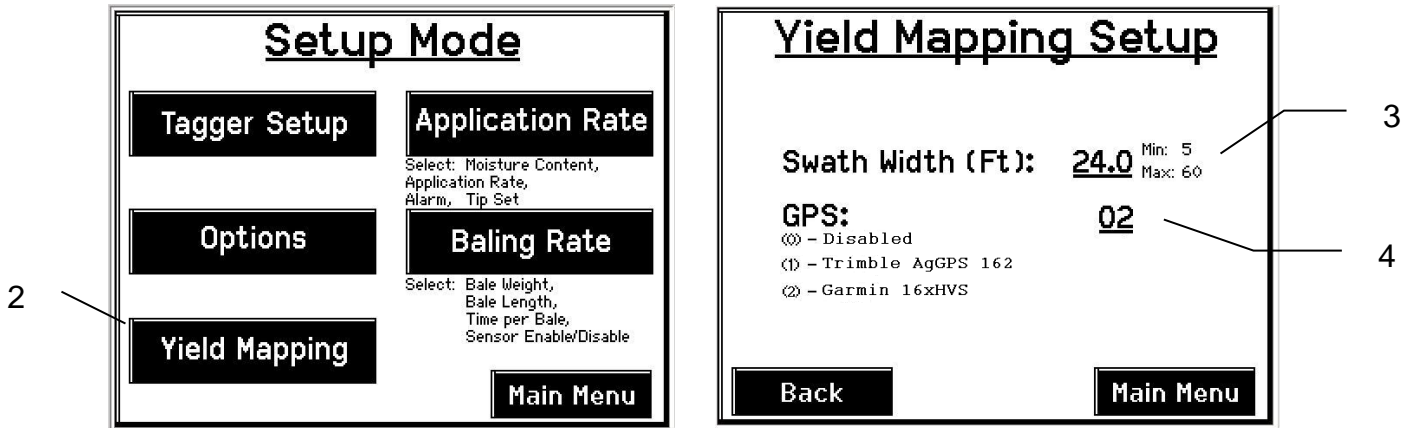 Setup Mode
Tagger Setup
Application Rate
Select: Moisture Content,
Application Rate,
Alarm, Tip Set
Options
Baling Rate
Select: Bale Weight,
Bale Length,
Time per Bale,
Sensor Enable/Disable
2
Yield Mapping
Main Menu
Yield Mapping Setup
3
Swath Width (Ft): 24.0 Min: 5
Max: 60
GPS: 02
(0) - Disabled
4
(1) - Trimble AgGPS 162
(2) - Garmin 16xHVS
Back
Main Menu